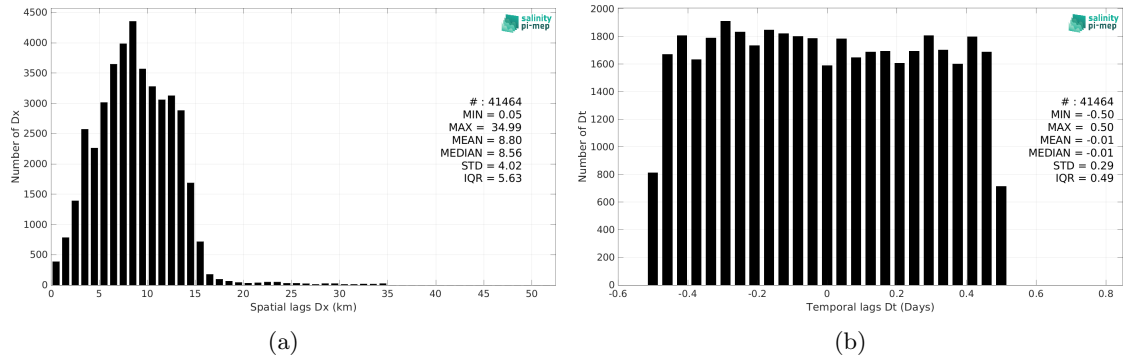 salinity
pi-mep
4500
4000
3500
3000
2500
2000
1500
1000
500
0
Number of Dx
# : 41464
MIN = 0.05
MAX = 34.99
MEAN = 8.80
MEDIAN = 8.56
STD = 4.02
IQR = 5.63
0 5 10 15 20 25 30 35 40 45 50
Spatial lags Dx (km)
(a)
salinity
pi-mep
2000
1800
1600
1400
1200
1000
800
600
400
200
0
Number of Dt
# : 41464
MIN = -0.50
MAX = 0.50
MEAN = -0.01
MEDIAN = -0.01
STD = 0.29
IQR = 0.49
-0.6 -0.4 -0.2 0 0.2 0.4 0.6 0.8
Temporal lags Dt (Days)
(b)